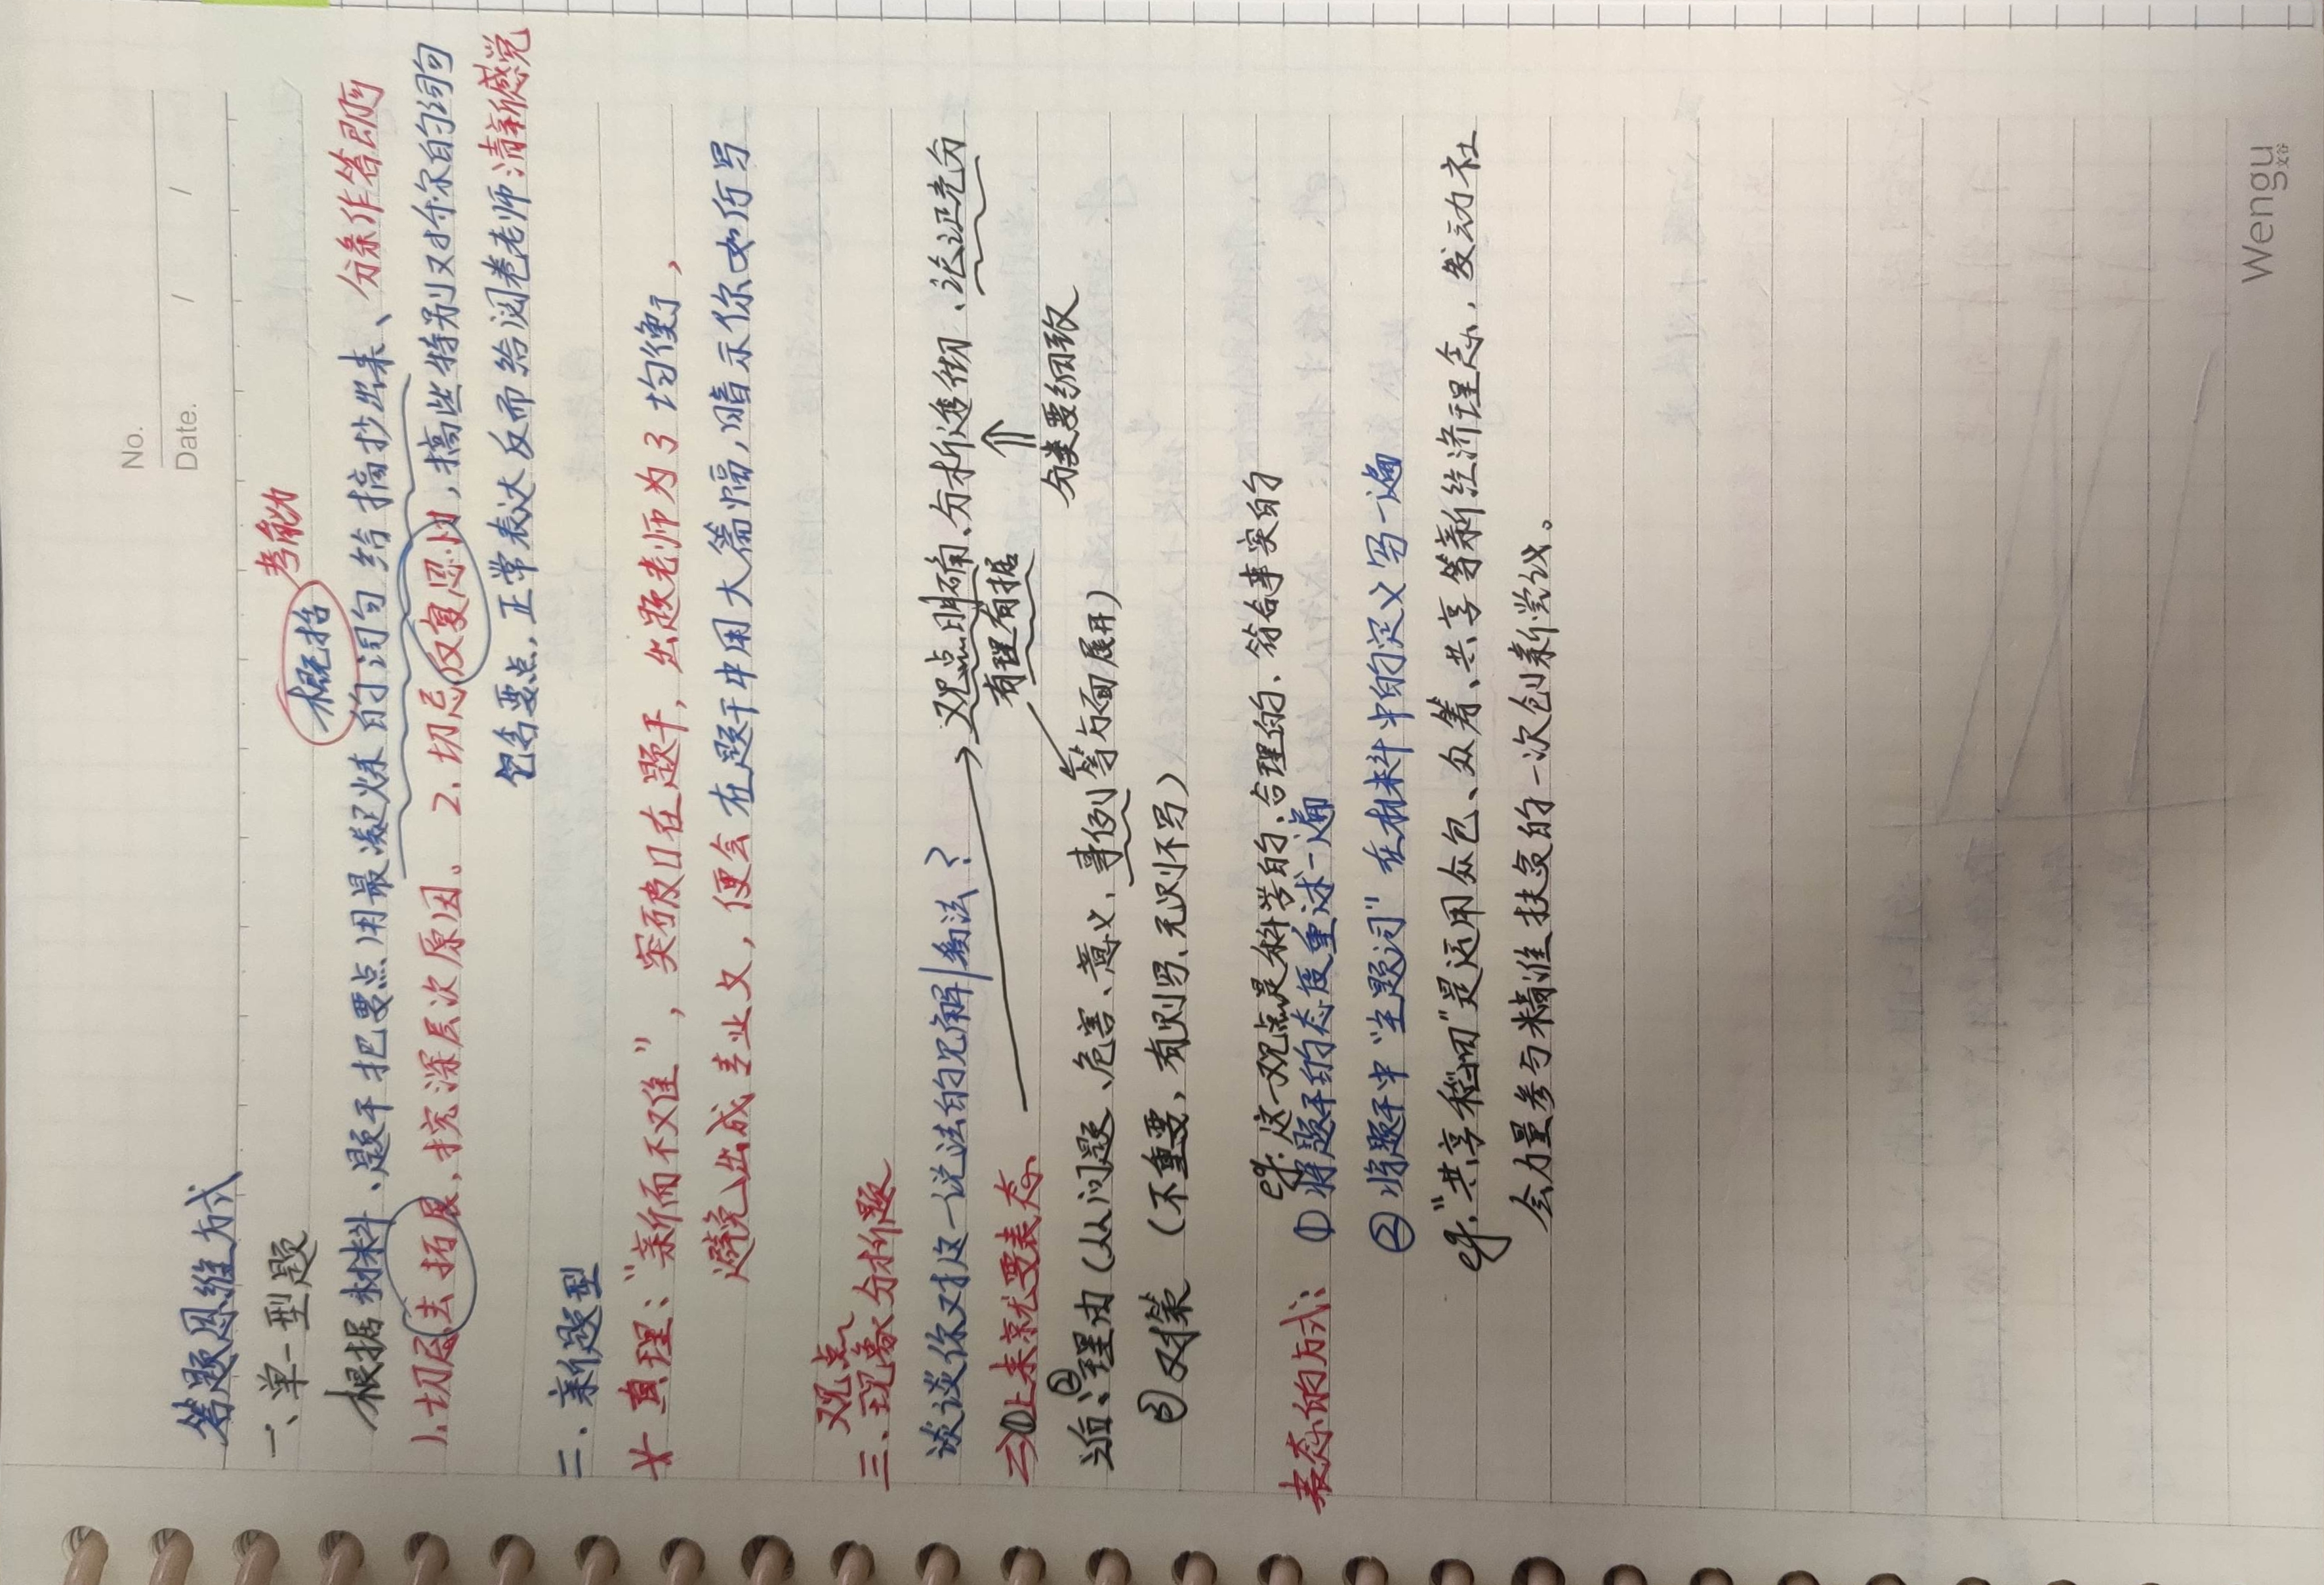 No.
Date. / /
答题思维方式
一、单一型题
概括 考能力
根据材料、题干把要点用最凝炼的词句给摘抄出来、分条作答即可
1.切忌去拓展,挖深层次原因。 2.切忌反复思忖,搞些特别对称的词句
包含要点,正常表达反而给阅卷老师清新感觉
二.新题型
* 真理:“新而不难”,突破口在题干,出题老师为了均衡,
避免出成专业文,便会在题干中用大篇幅,暗示你如何写
观点
三、现象分析题
谈谈你对这一说法的见解/看法?
观点明确、分析透彻、论证充分
=>①上来就要表态
有理有据
分类要细致
②理由(从问题、危害、意义、事例等方面展开)
③对策 (不重要,有则写、无则不写)
eg.这一观点是科学的、合理的、符合事实的
表态的方式: ①将题干的态度重述一遍
②将题干中“主题词”在材料中的定义写一遍
eg.“共享稻田”是运用众包、众筹、共享等新经济理念,发动社
会力量参与精准扶贫的一次创新尝试。
Wengu
文谷